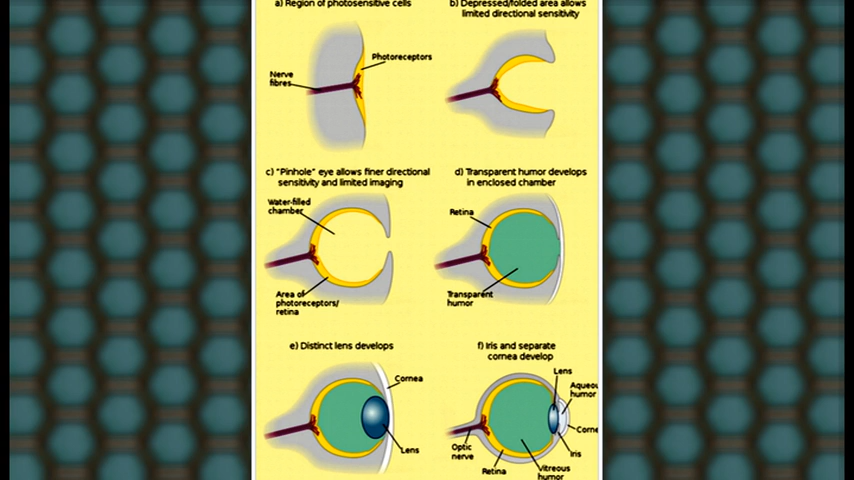 a) Region of photosensitive cells
Photoreceptors
Nerve
fibres
b) Depressed/folded area allows
limited directional sensitivity
c) "Pinhole" eye allows finer directional
sensitivity and limited imaging
Water-filled
chamber
Area of
photoreceptors/
retina
d) Transparent humor develops
in enclosed chamber
Retina
Transparent
humor
e) Distinct lens develops
Cornea
Lens
f) Iris and separate
cornea develop
Lens
Aqueou
humor
Corne
Iris
Optic
nerve
Retina
Vitreous
humor